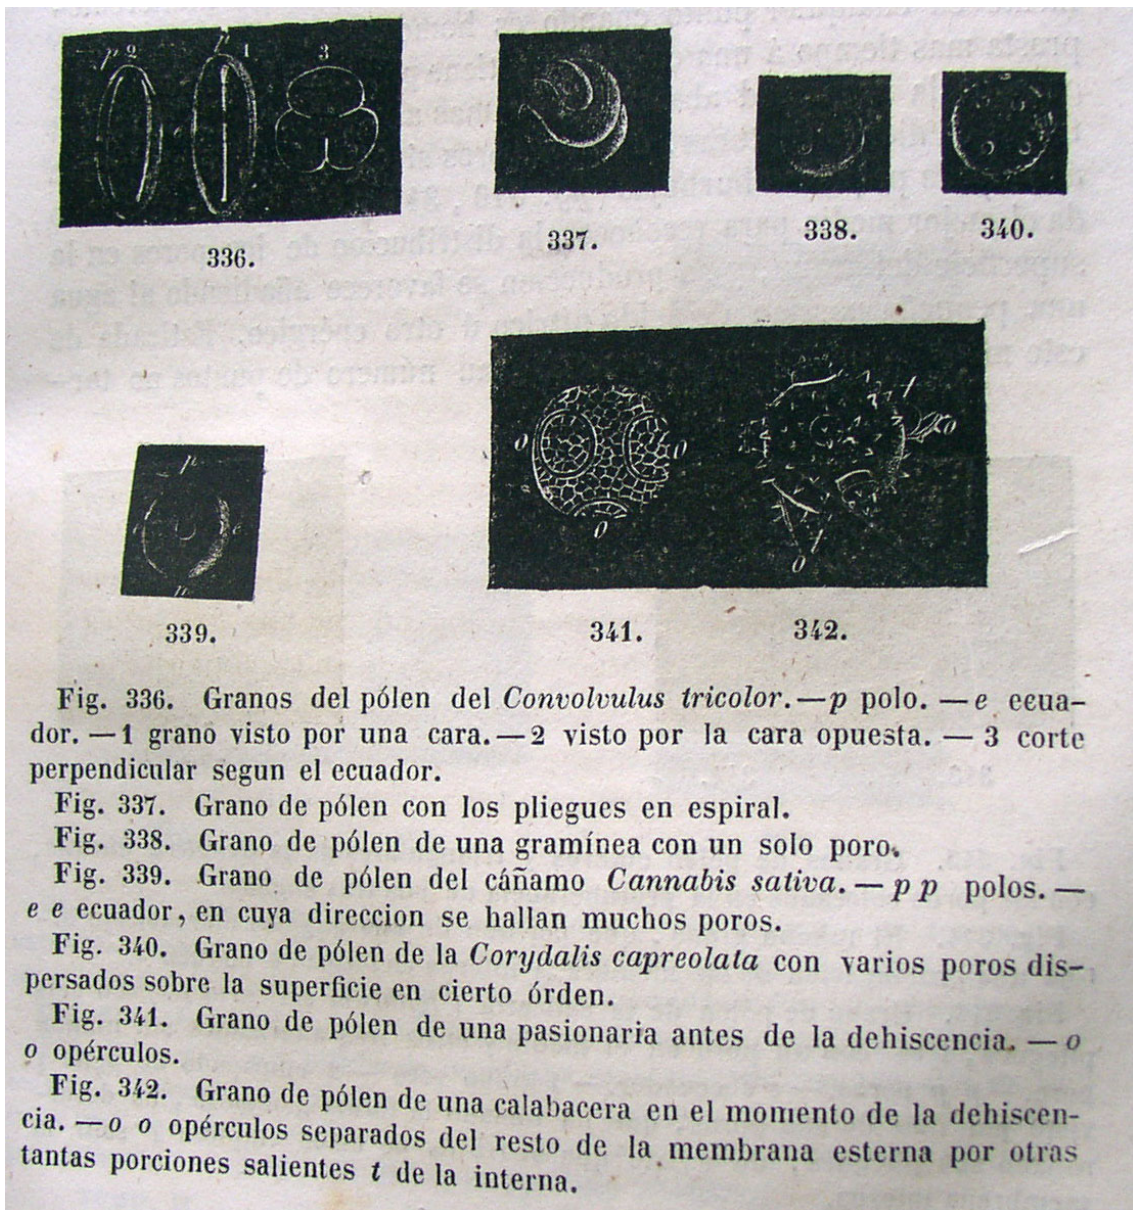 p 2 p 1 3
336.
337.
338.
340.
o o
o
o
o
p
p
339.
341.
342.
Fig. 336. Granos del pólen del Convolvulus tricolor.—p polo. —e ecua-
dor. —1 grano visto por una cara.—2 visto por la cara opuesta. — 3 corte
perpendicular segun el ecuador.
Fig. 337. Grano de pólen con los pliegues en espiral.
Fig. 338. Grano de pólen de una gramínea con un solo poro.
Fig. 339. Grano de pólen del cáñamo Cannabis sativa. — p p polos. —
e e ecuador, en cuya direccion se hallan muchos poros.
Fig. 340. Grano de pólen de la Corydalis capreolata con varios poros dis-
persados sobre la superficie en cierto órden.
Fig. 341. Grano de pólen de una pasionaria antes de la dehiscencia. — o
o opérculos.
Fig. 342. Grano de pólen de una calabacera en el momento de la dehiscen-
cia. —o o opérculos separados del resto de la membrana esterna por otras
tantas porciones salientes t de la interna.